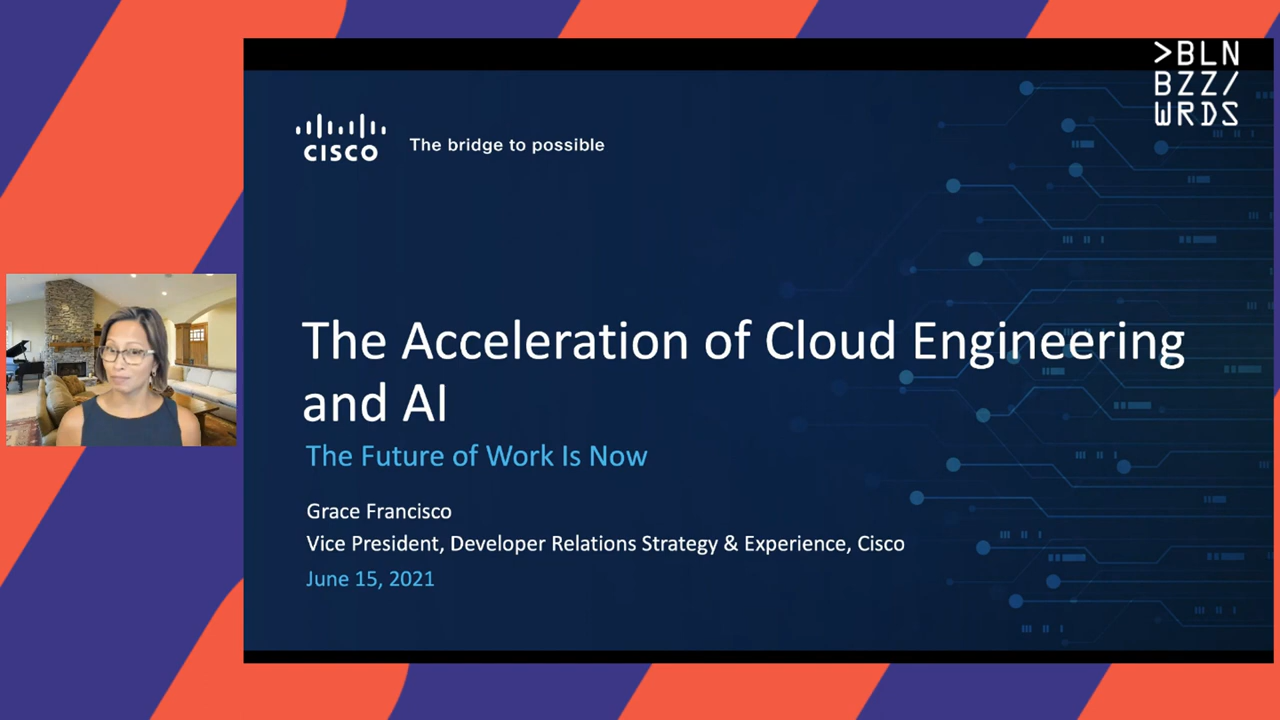 >BLN
BZZ/
WRDS
CISCO
The bridge to possible
The Acceleration of Cloud Engineering
and AI
The Future of Work Is Now
Grace Francisco
Vice President, Developer Relations Strategy & Experience, Cisco
June 15, 2021